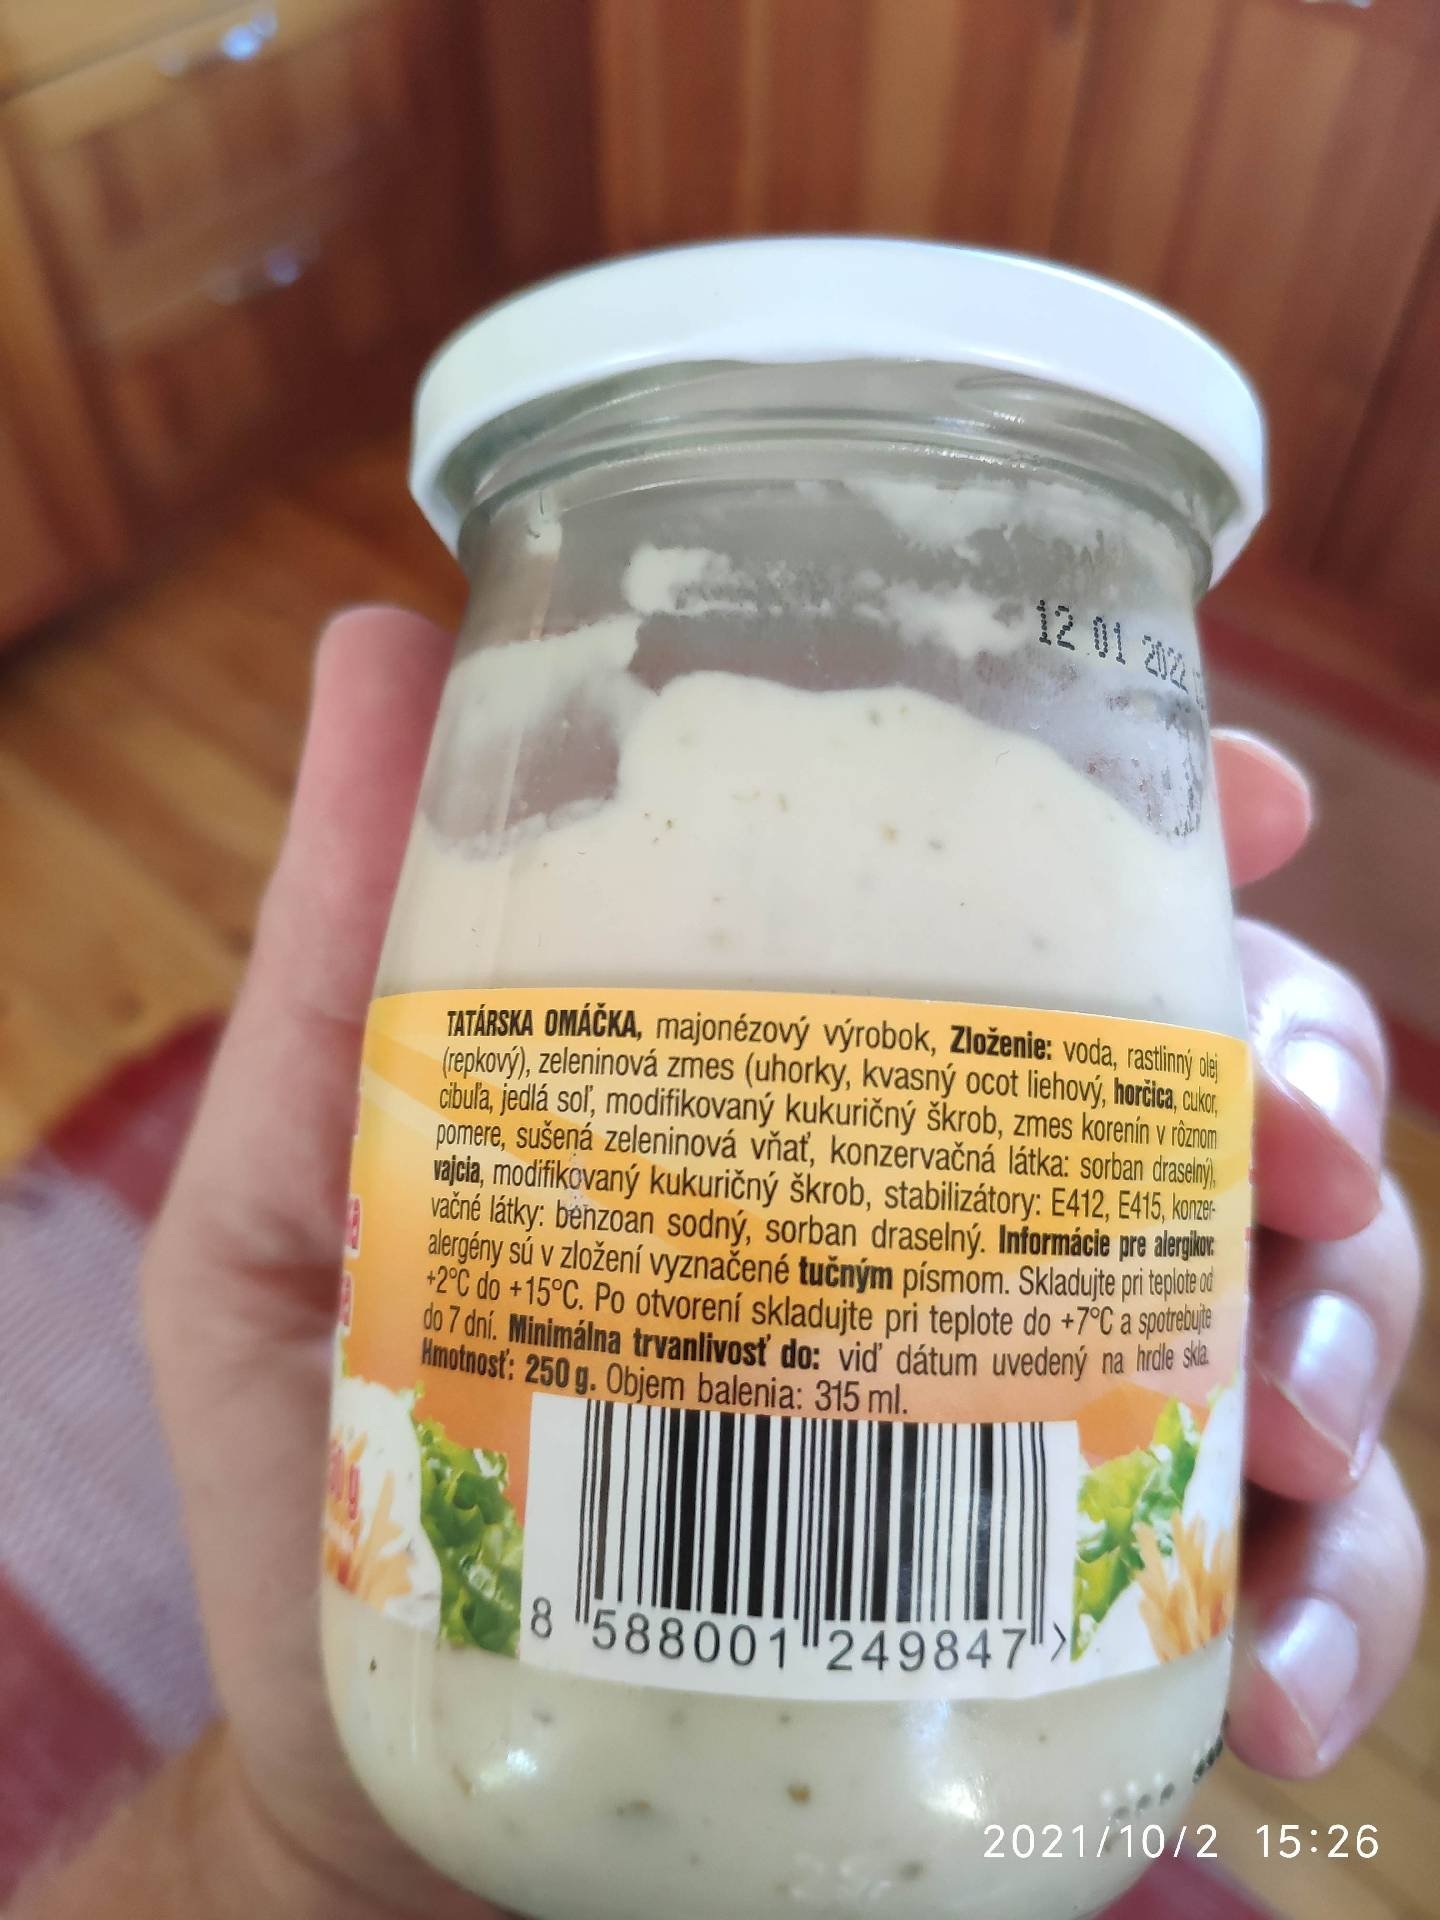 12 01 2022
TATÁRSKA OMÁČKA, majonézový výrobok, Zloženie: voda, rastlinný olej
(repkový), zeleninová zmes (uhorky, kvasný ocot liehový, horčica, cukor,
cibuľa, jedlá soľ, modifikovaný kukuričný škrob, zmes korenín v rôznom
pomere, sušená zeleninová vňať, konzervačná látka: sorban draselný),
vajcia, modifikovaný kukuričný škrob, stabilizátory: E412, E415, konzer-
vačné látky: benzoan sodný, sorban draselný. Informácie pre alergikov:
alergény sú v zložení vyznačené tučným písmom. Skladujte pri teplote od
+2°C do +15°C. Po otvorení skladujte pri teplote do +7°C a spotrebujte
do 7 dní. Minimálna trvanlivosť do: viď dátum uvedený na hrdle skla.
Hmotnosť: 250 g. Objem balenia: 315 ml.
8 588001 249847 >
2021/10/2 15:26